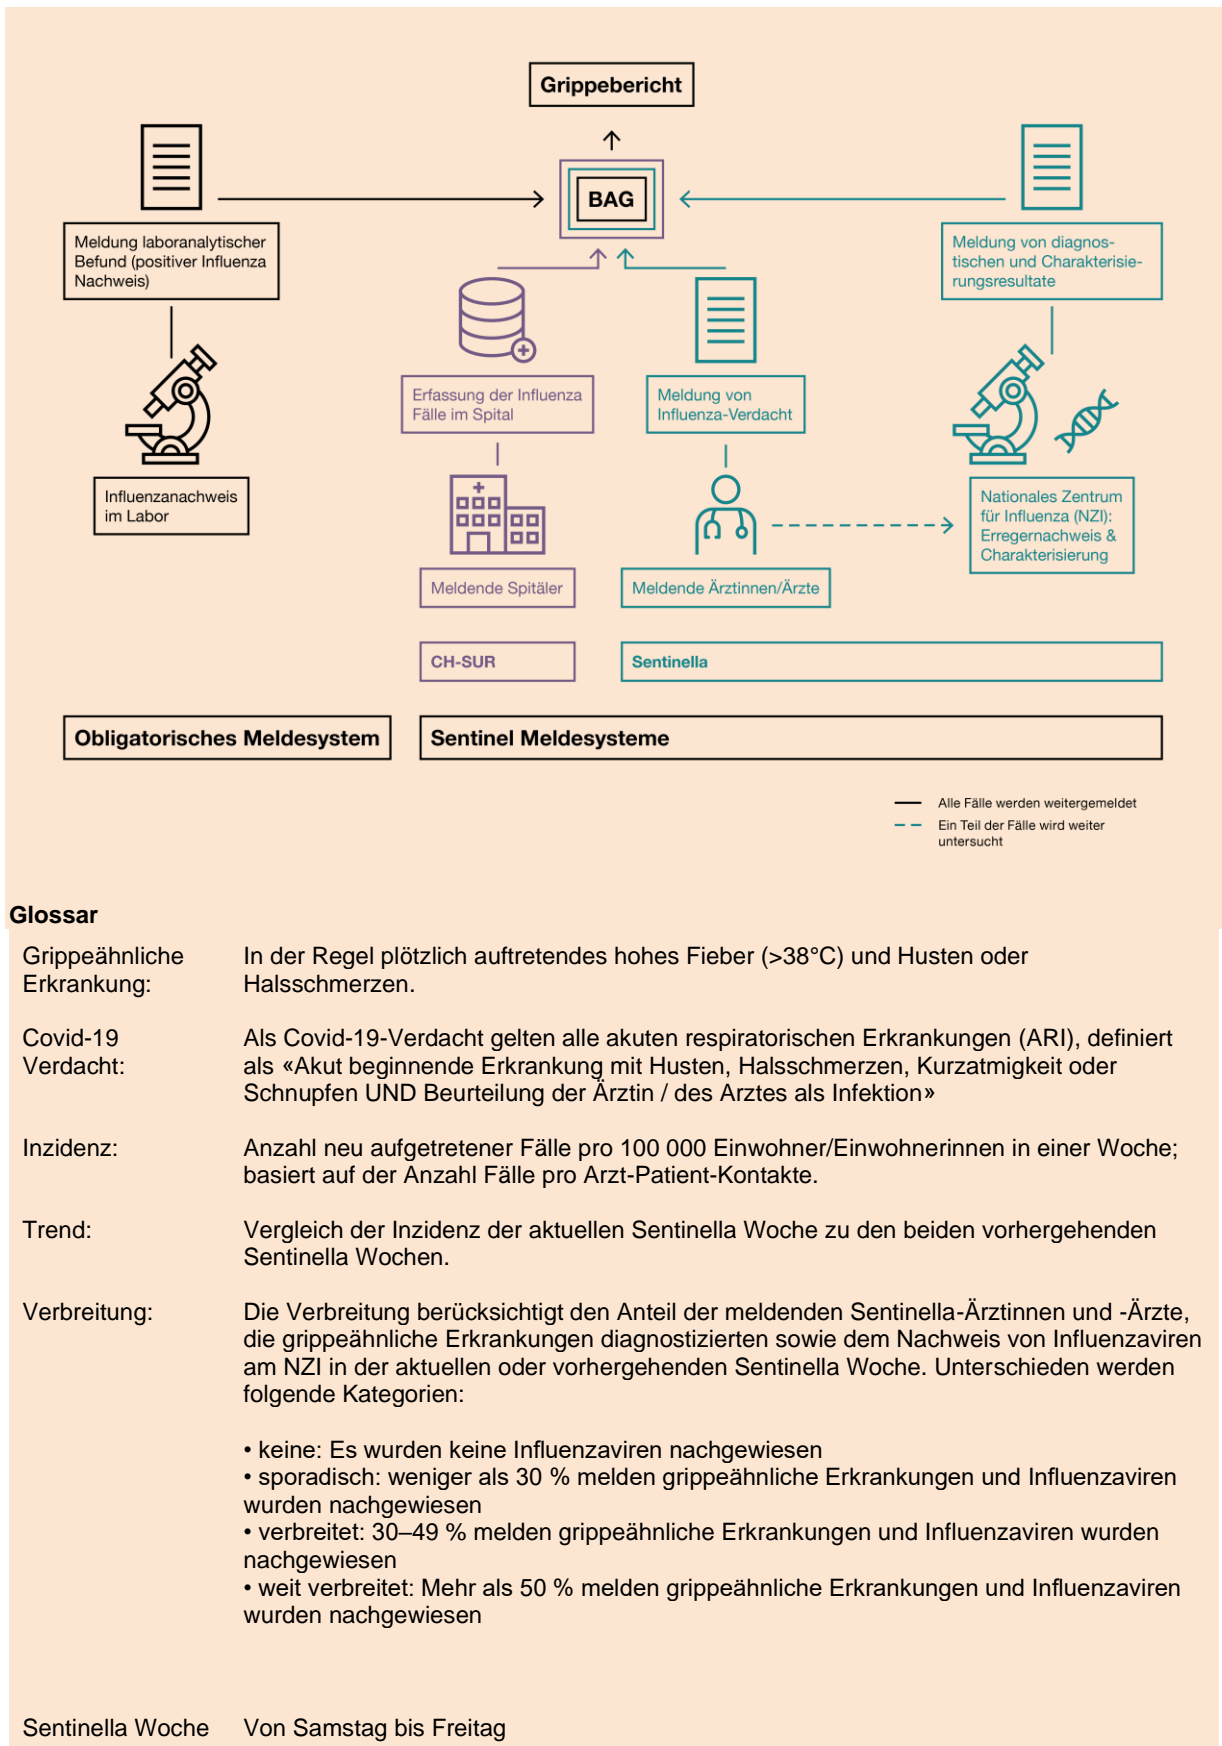 Grippebericht
BAG
Meldung laboranalytischer
Befund (positiver Influenza
Nachweis)
Meldung von diagnos-
tischen und Charakterisie-
rungsresultate
Erfassung der Influenza
Fälle im Spital
Meldung von
Influenza-Verdacht
Influenzanachweis
im Labor
Nationales Zentrum
für Influenza (NZI):
Erregernachweis &
Charakterisierung
Meldende Spitäler
Meldende Ärztinnen/Ärzte
CH-SUR
Sentinella
Obligatorisches Meldesystem
Sentinel Meldesysteme
Alle Fälle werden weitergemeldet
Ein Teil der Fälle wird weiter
untersucht
Glossar
Grippeähnliche
Erkrankung:
In der Regel plötzlich auftretendes hohes Fieber (>38°C) und Husten oder
Halsschmerzen.
Covid-19
Verdacht:
Als Covid-19-Verdacht gelten alle akuten respiratorischen Erkrankungen (ARI), definiert
als «Akut beginnende Erkrankung mit Husten, Halsschmerzen, Kurzatmigkeit oder
Schnupfen UND Beurteilung der Ärztin / des Arztes als Infektion»
Inzidenz:
Anzahl neu aufgetretener Fälle pro 100 000 Einwohner/Einwohnerinnen in einer Woche;
basiert auf der Anzahl Fälle pro Arzt-Patient-Kontakte.
Trend:
Vergleich der Inzidenz der aktuellen Sentinella Woche zu den beiden vorhergehenden
Sentinella Wochen.
Verbreitung:
Die Verbreitung berücksichtigt den Anteil der meldenden Sentinella-Ärztinnen und -Ärzte,
die grippeähnliche Erkrankungen diagnostizierten sowie dem Nachweis von Influenzaviren
am NZI in der aktuellen oder vorhergehenden Sentinella Woche. Unterschieden werden
folgende Kategorien:
• keine: Es wurden keine Influenzaviren nachgewiesen
• sporadisch: weniger als 30 % melden grippeähnliche Erkrankungen und Influenzaviren
wurden nachgewiesen
• verbreitet: 30–49 % melden grippeähnliche Erkrankungen und Influenzaviren wurden
nachgewiesen
• weit verbreitet: Mehr als 50 % melden grippeähnliche Erkrankungen und Influenzaviren
wurden nachgewiesen
Sentinella Woche
Von Samstag bis Freitag